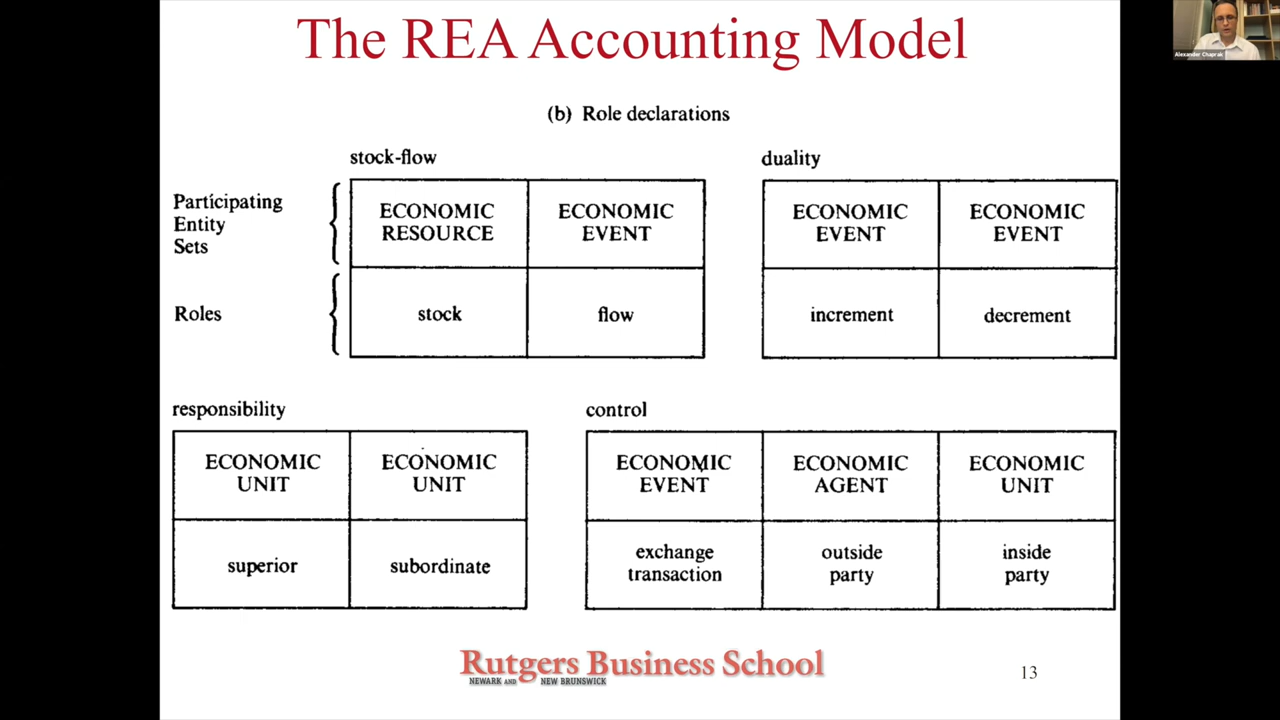 The REA Accounting Model
Alexander Chaprak
(b) Role declarations
stock-flow
duality
Participating
Entity
Sets
ECONOMIC
RESOURCE
ECONOMIC
EVENT
ECONOMIC
EVENT
ECONOMIC
EVENT
Roles
stock
flow
increment
decrement
responsibility
control
ECONOMIC
UNIT
ECONOMIC
UNIT
ECONOMIC
EVENT
ECONOMIC
AGENT
ECONOMIC
UNIT
superior
subordinate
exchange
transaction
outside
party
inside
party
Rutgers Business School
NEWARK AND NEW BRUNSWICK
13